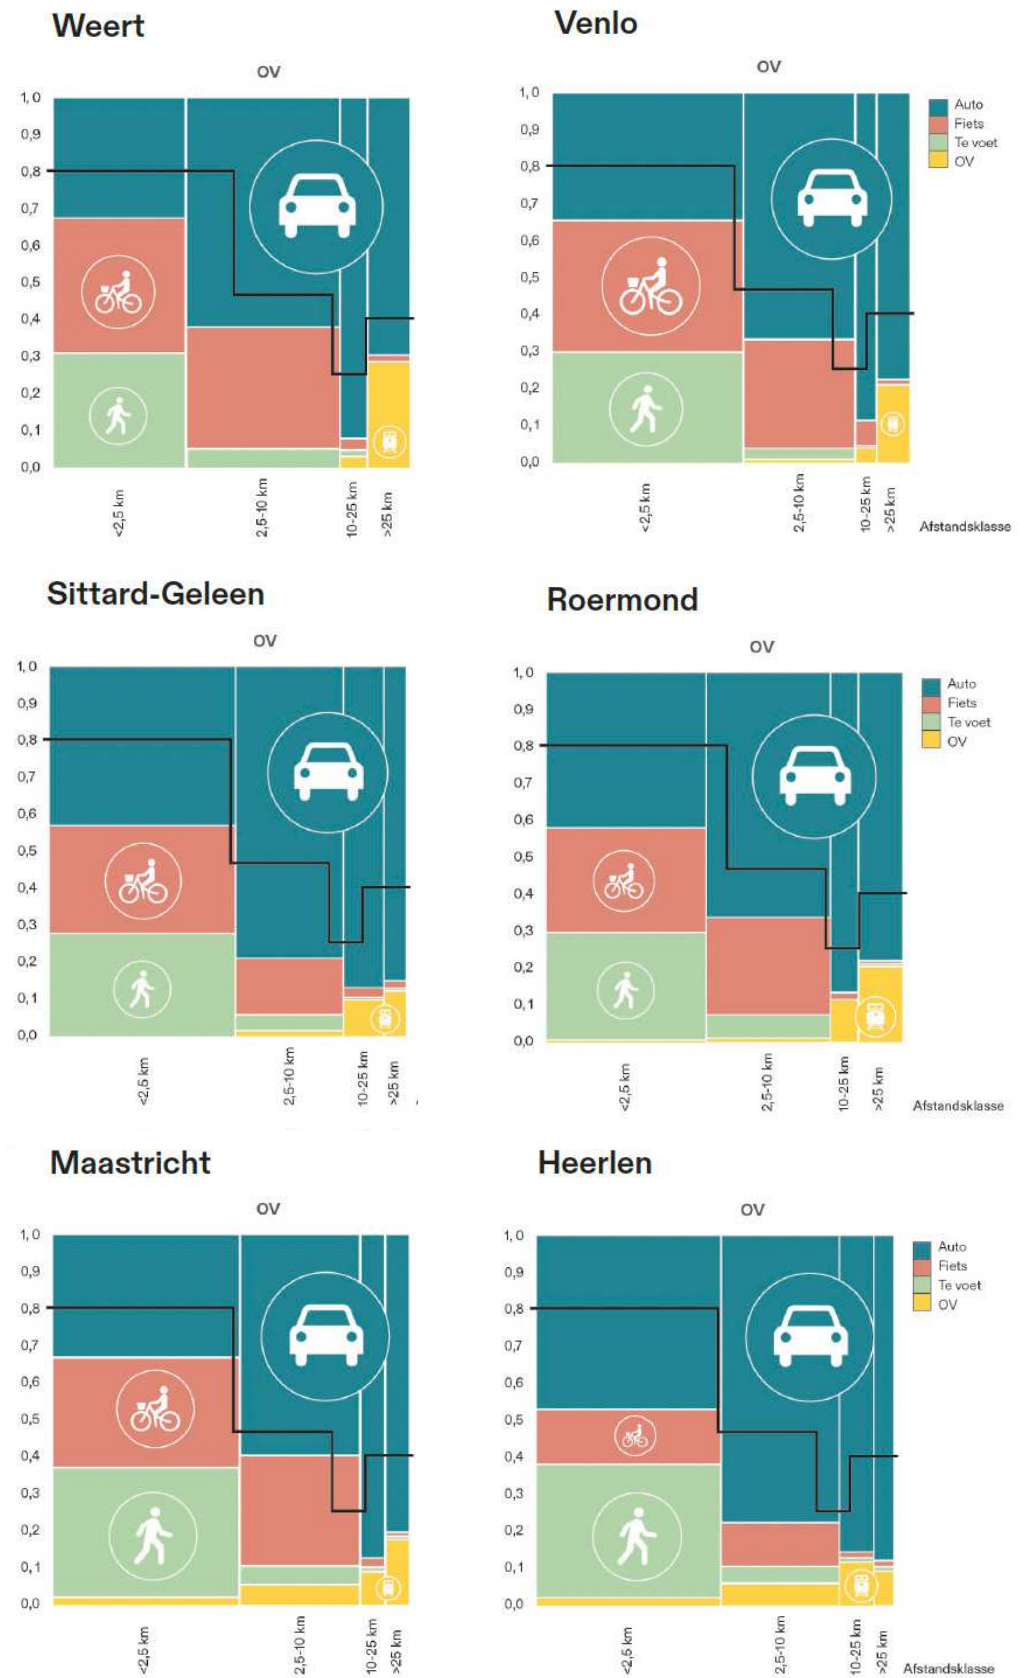 Weert
OV
1,0
0,9
0,8
0,7
0,6
0,5
0,4
0,3
0,2
0,1
0,0
<2,5 km
2,5-10 km
10-25 km
>25 km
Venlo
OV
1,0
0,9
0,8
0,7
0,6
0,5
0,4
0,3
0,2
0,1
0,0
<2,5 km
2,5-10 km
10-25 km
>25 km
Afstandsklasse
Auto
Fiets
Te voet
OV
Sittard-Geleen
OV
1,0
0,9
0,8
0,7
0,6
0,5
0,4
0,3
0,2
0,1
0,0
<2,5 km
2,5-10 km
10-25 km
>25 km
Roermond
OV
1,0
0,9
0,8
0,7
0,6
0,5
0,4
0,3
0,2
0,1
0,0
<2,5 km
2,5-10 km
10-25 km
>25 km
Afstandsklasse
Auto
Fiets
Te voet
OV
Maastricht
OV
1,0
0,9
0,8
0,7
0,6
0,5
0,4
0,3
0,2
0,1
0,0
<2,5 km
2,5-10 km
10-25 km
>25 km
Heerlen
OV
1,0
0,9
0,8
0,7
0,6
0,5
0,4
0,3
0,2
0,1
0,0
<2,5 km
2,5-10 km
10-25 km
>25 km
Afstandsklasse
Auto
Fiets
Te voet
OV